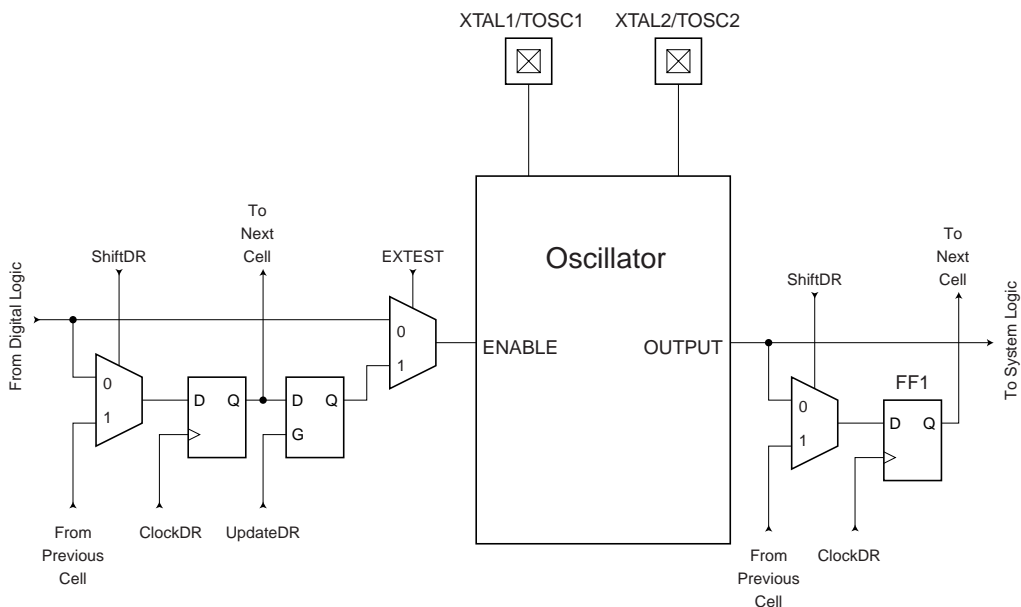 XTAL1/TOSC1
XTAL2/TOSC2
From Digital Logic
ShiftDR
To
Next
Cell
EXTEST
0
1
D Q
D Q
G
0
1
From
Previous
Cell
ClockDR
UpdateDR
Oscillator
ENABLE
OUTPUT
ShiftDR
To
Next
Cell
To System Logic
0
1
FF1
D Q
From
Previous
Cell
ClockDR